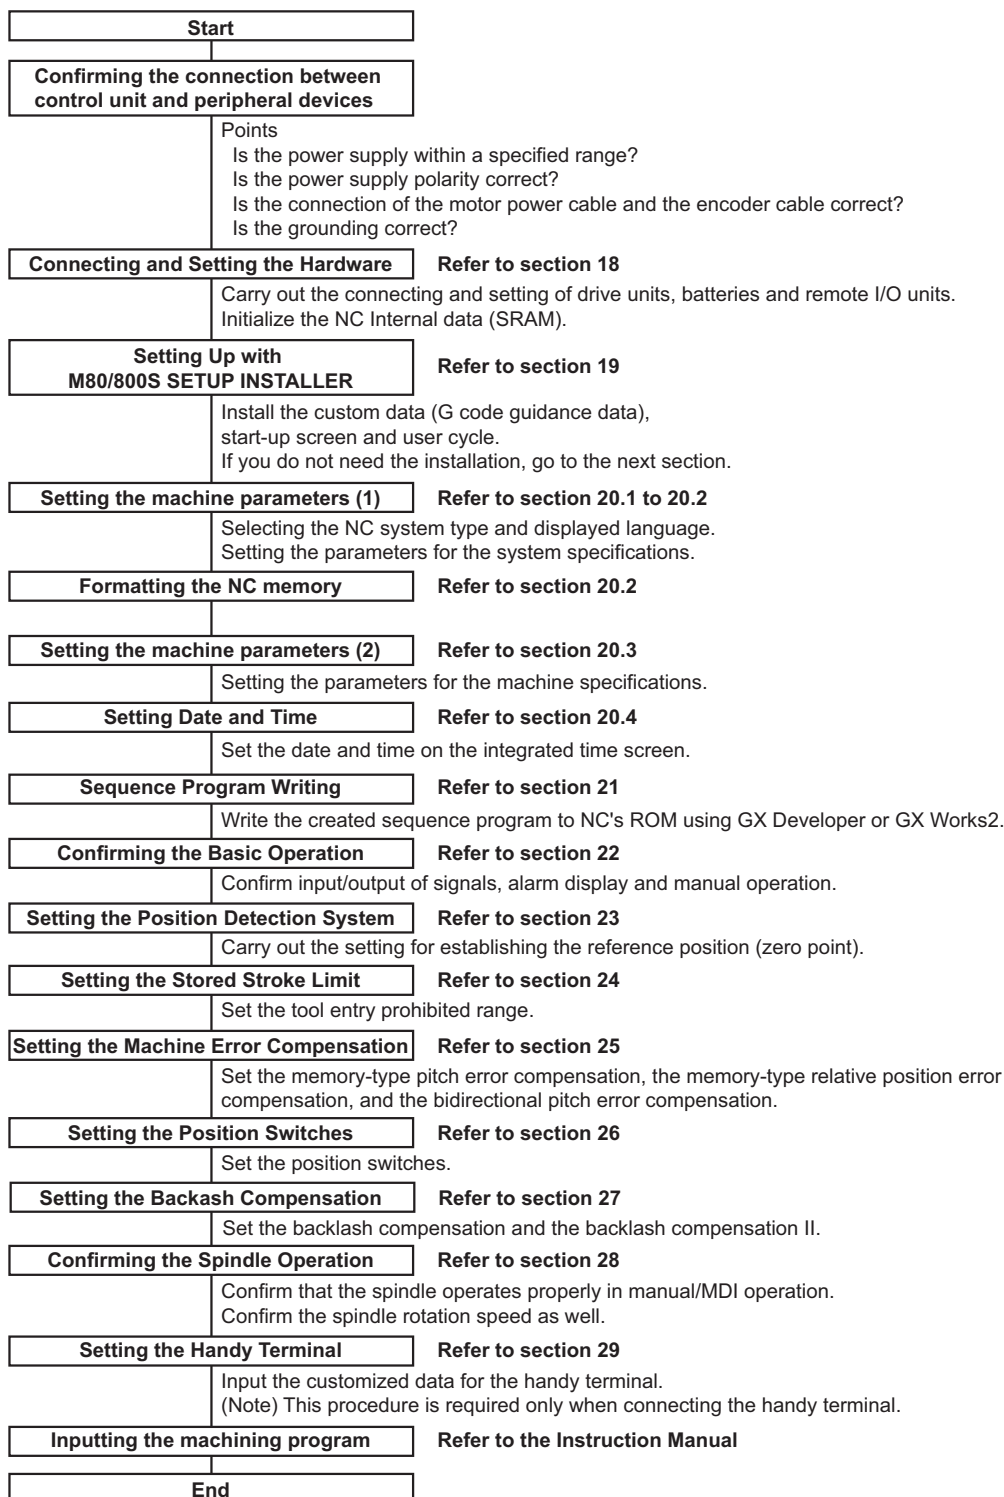 Start
Confirming the connection between
control unit and peripheral devices
Points
Is the power supply within a specified range?
Is the power supply polarity correct?
Is the connection of the motor power cable and the encoder cable correct?
Is the grounding correct?
Connecting and Setting the Hardware Refer to section 18
Carry out the connecting and setting of drive units, batteries and remote I/O units.
Initialize the NC Internal data (SRAM).
Setting Up with
M80/800S SETUP INSTALLER Refer to section 19
Install the custom data (G code guidance data),
start-up screen and user cycle.
If you do not need the installation, go to the next section.
Setting the machine parameters (1) Refer to section 20.1 to 20.2
Selecting the NC system type and displayed language.
Setting the parameters for the system specifications.
Formatting the NC memory Refer to section 20.2
Setting the machine parameters (2) Refer to section 20.3
Setting the parameters for the machine specifications.
Setting Date and Time Refer to section 20.4
Set the date and time on the integrated time screen.
Sequence Program Writing Refer to section 21
Write the created sequence program to NC's ROM using GX Developer or GX Works2.
Confirming the Basic Operation Refer to section 22
Confirm input/output of signals, alarm display and manual operation.
Setting the Position Detection System Refer to section 23
Carry out the setting for establishing the reference position (zero point).
Setting the Stored Stroke Limit Refer to section 24
Set the tool entry prohibited range.
Setting the Machine Error Compensation Refer to section 25
Set the memory-type pitch error compensation, the memory-type relative position error
compensation, and the bidirectional pitch error compensation.
Setting the Position Switches Refer to section 26
Set the position switches.
Setting the Backash Compensation Refer to section 27
Set the backlash compensation and the backlash compensation II.
Confirming the Spindle Operation Refer to section 28
Confirm that the spindle operates properly in manual/MDI operation.
Confirm the spindle rotation speed as well.
Setting the Handy Terminal Refer to section 29
Input the customized data for the handy terminal.
(Note) This procedure is required only when connecting the handy terminal.
Inputting the machining program Refer to the Instruction Manual
End